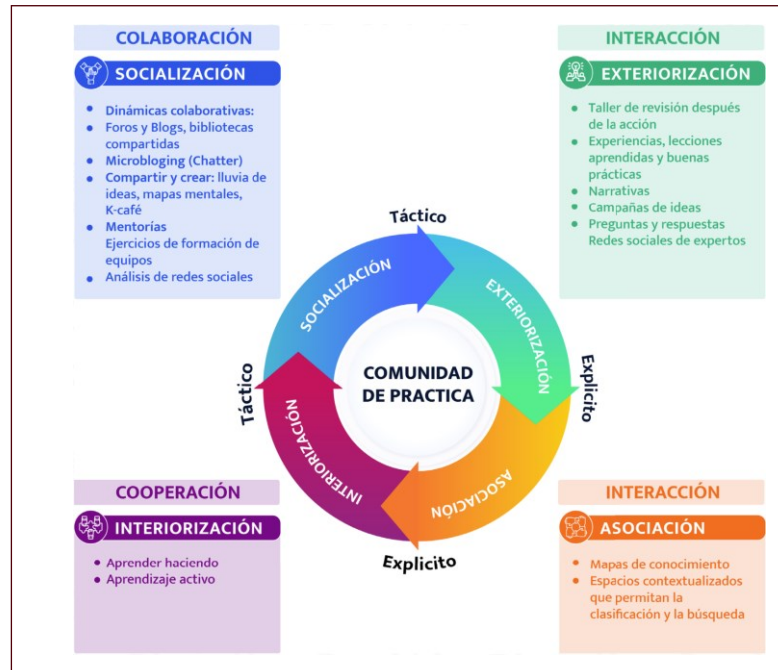 COLABORACIÓN
SOCIALIZACIÓN
• Dinámicas colaborativas:
• Foros y Blogs, bibliotecas
compartidas
• Microbloging (Chatter)
• Compartir y crear: lluvia de
ideas, mapas mentales,
K-café
• Mentorías
Ejercicios de formación de
equipos
• Análisis de redes sociales
INTERACCIÓN
EXTERIORIZACIÓN
• Taller de revisión después
de la acción
• Experiencias, lecciones
aprendidas y buenas
prácticas
• Narrativas
• Campañas de ideas
• Preguntas y respuestas
Redes sociales de expertos
Táctico
SOCIALIZACIÓN
EXTERIORIZACIÓN
Explicito
COMUNIDAD
DE PRACTICA
Táctico
INTERIORIZACIÓN
ASOCIACIÓN
Explicito
COOPERACIÓN
INTERIORIZACIÓN
• Aprender haciendo
• Aprendizaje activo
INTERACCIÓN
ASOCIACIÓN
• Mapas de conocimiento
• Espacios contextualizados
que permitan la
clasificación y la búsqueda